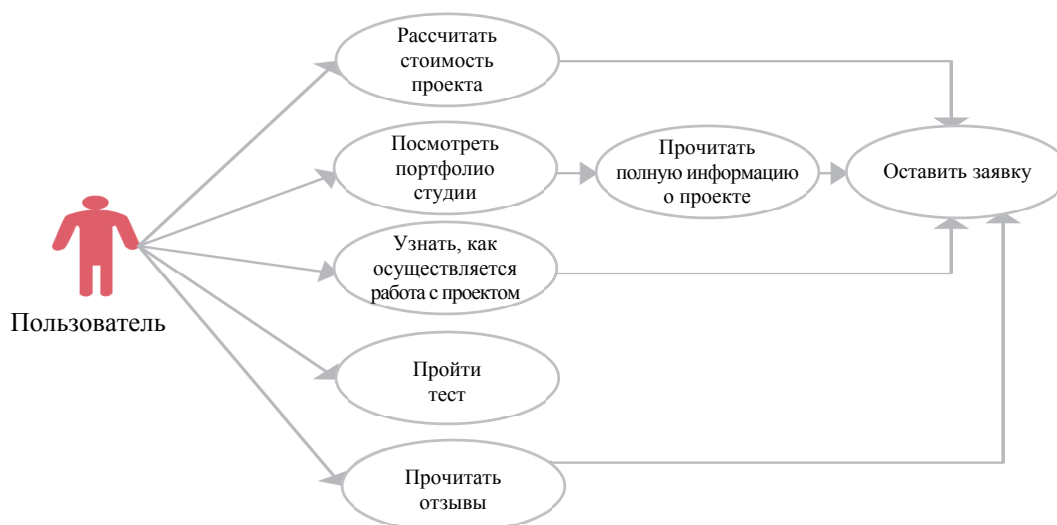 Рассчитать
стоимость
проекта
Посмотреть
портфолио
студии
Прочитать
полную информацию
о проекте
Оставить заявку
Узнать, как
осуществляется
работа с проектом
Пользователь
Пройти
тест
Прочитать
отзывы